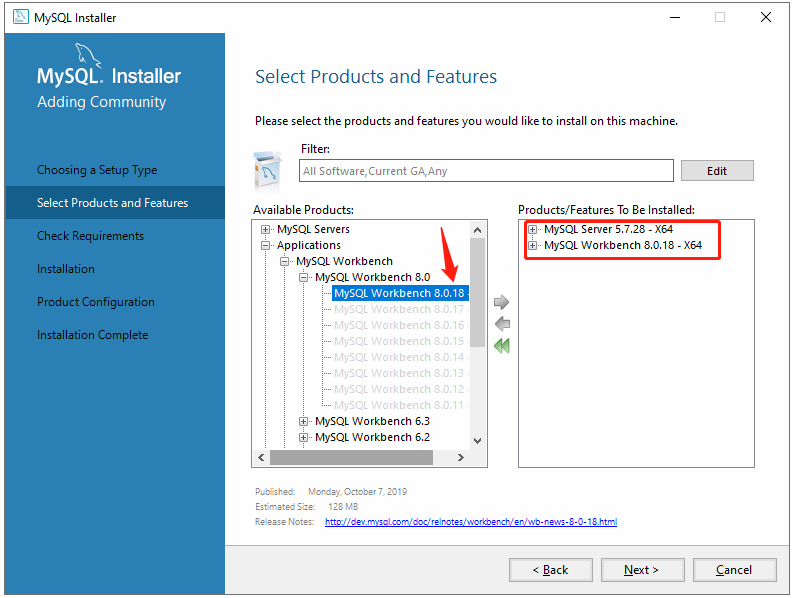 MySQL Installer
MySQL. Installer
Adding Community
Choosing a Setup Type
Select Products and Features
Check Requirements
Installation
Product Configuration
Installation Complete
Select Products and Features
Please select the products and features you would like to install on this machine.
Filter:
All Software,Current GA,Any
Edit
Available Products:
MySQL Servers
Applications
MySQL Workbench
MySQL Workbench 8.0
MySQL Workbench 8.0.18 -
MySQL Workbench 8.0.17 -
MySQL Workbench 8.0.16 -
MySQL Workbench 8.0.15 -
MySQL Workbench 8.0.14 -
MySQL Workbench 8.0.13 -
MySQL Workbench 8.0.12 -
MySQL Workbench 8.0.11 -
MySQL Workbench 6.3
MySQL Workbench 6.2
Products/Features To Be Installed:
MySQL Server 5.7.28 - X64
MySQL Workbench 8.0.18 - X64
Published: Monday, October 7, 2019
Estimated Size: 128 MB
Release Notes: http://dev.mysql.com/doc/relnotes/workbench/en/wb-news-8-0-18.html
< Back
Next >
Cancel